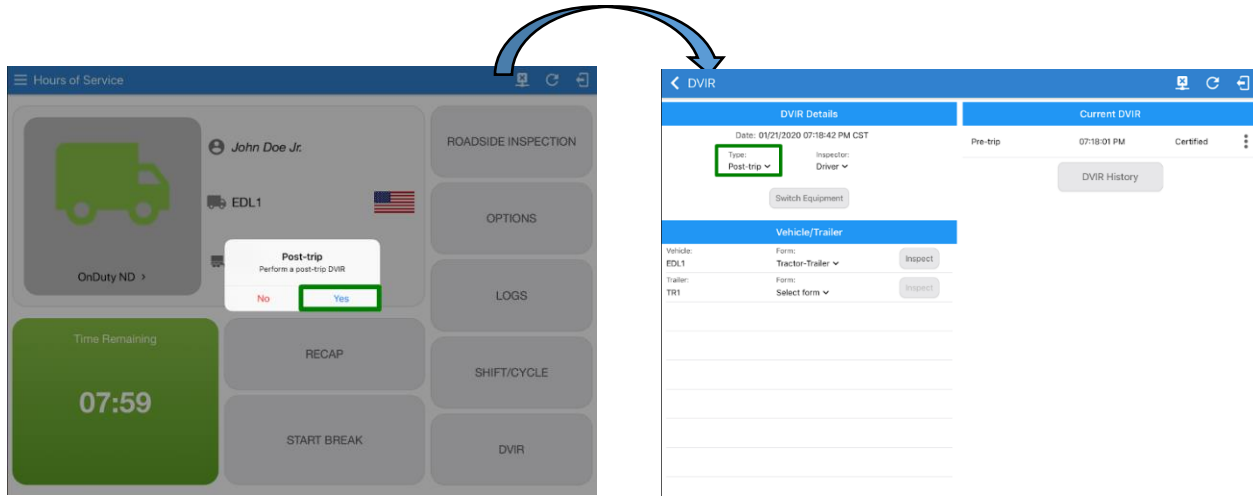 Hours of Service
John Doe Jr.
EDL1
OnDuty ND >
Post-trip
Perform a post-trip DVIR
No Yes
Time Remaining
07:59
RECAP
START BREAK
ROADSIDE INSPECTION
OPTIONS
LOGS
SHIFT/CYCLE
DVIR
DVIR
DVIR Details
Date: 01/21/2020 07:18:42 PM CST
Type: Inspector:
Post-trip Driver
Switch Equipment
Vehicle/Trailer
Vehicle: Form:
EDL1 Tractor-Trailer Inspect
Trailer: Form:
TR1 Select form Inspect
Current DVIR
Pre-trip 07:18:01 PM Certified
DVIR History